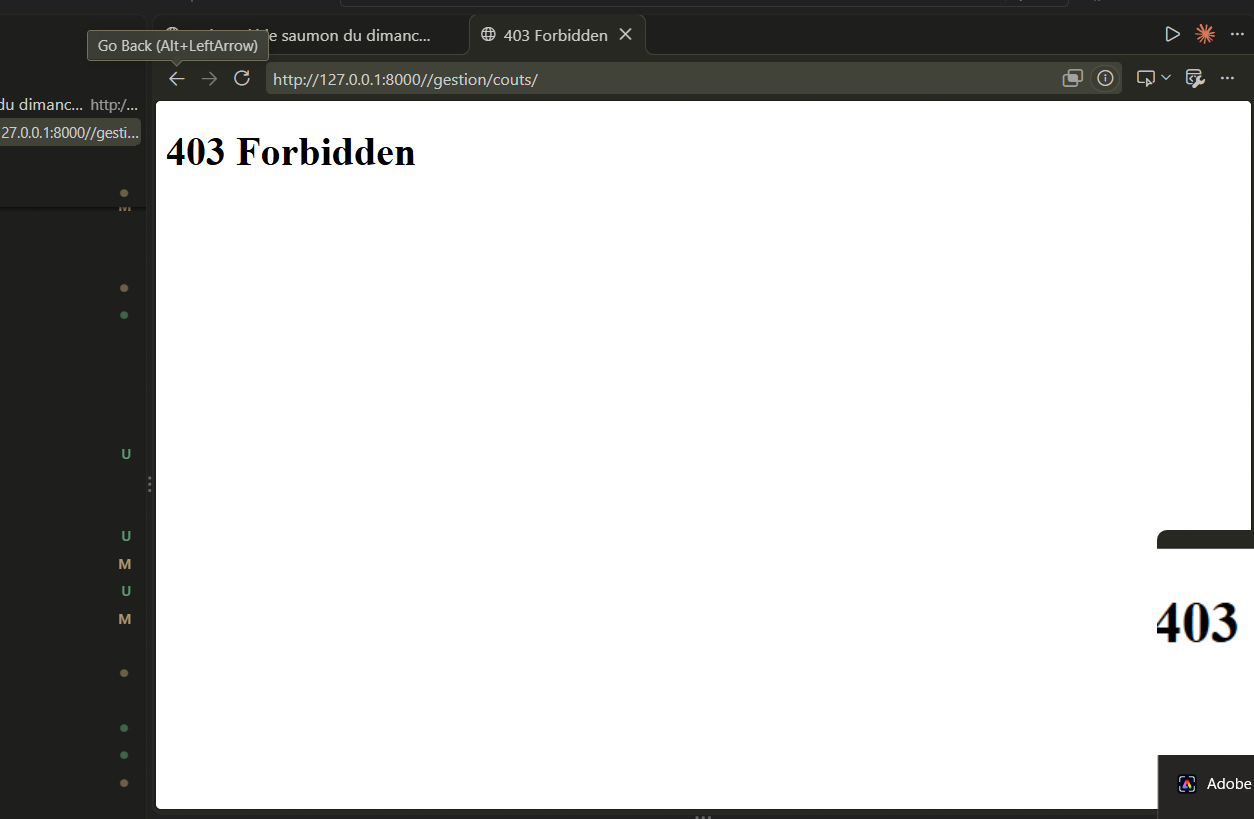 le saumon du dimanc...
403 Forbidden
Go Back (Alt+LeftArrow)
http://127.0.0.1:8000//gestion/couts/
du dimanc... http:/...
27.0.0.1:8000//gesti...
403 Forbidden
M
U
U
M
U
M
403
Adobe